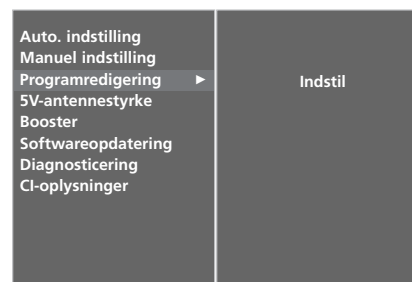 Auto. indstilling
Manuel indstilling
Programredigering ►
Indstil
5V-antennestyrke
Booster
Softwareopdatering
Diagnosticering
CI-oplysninger